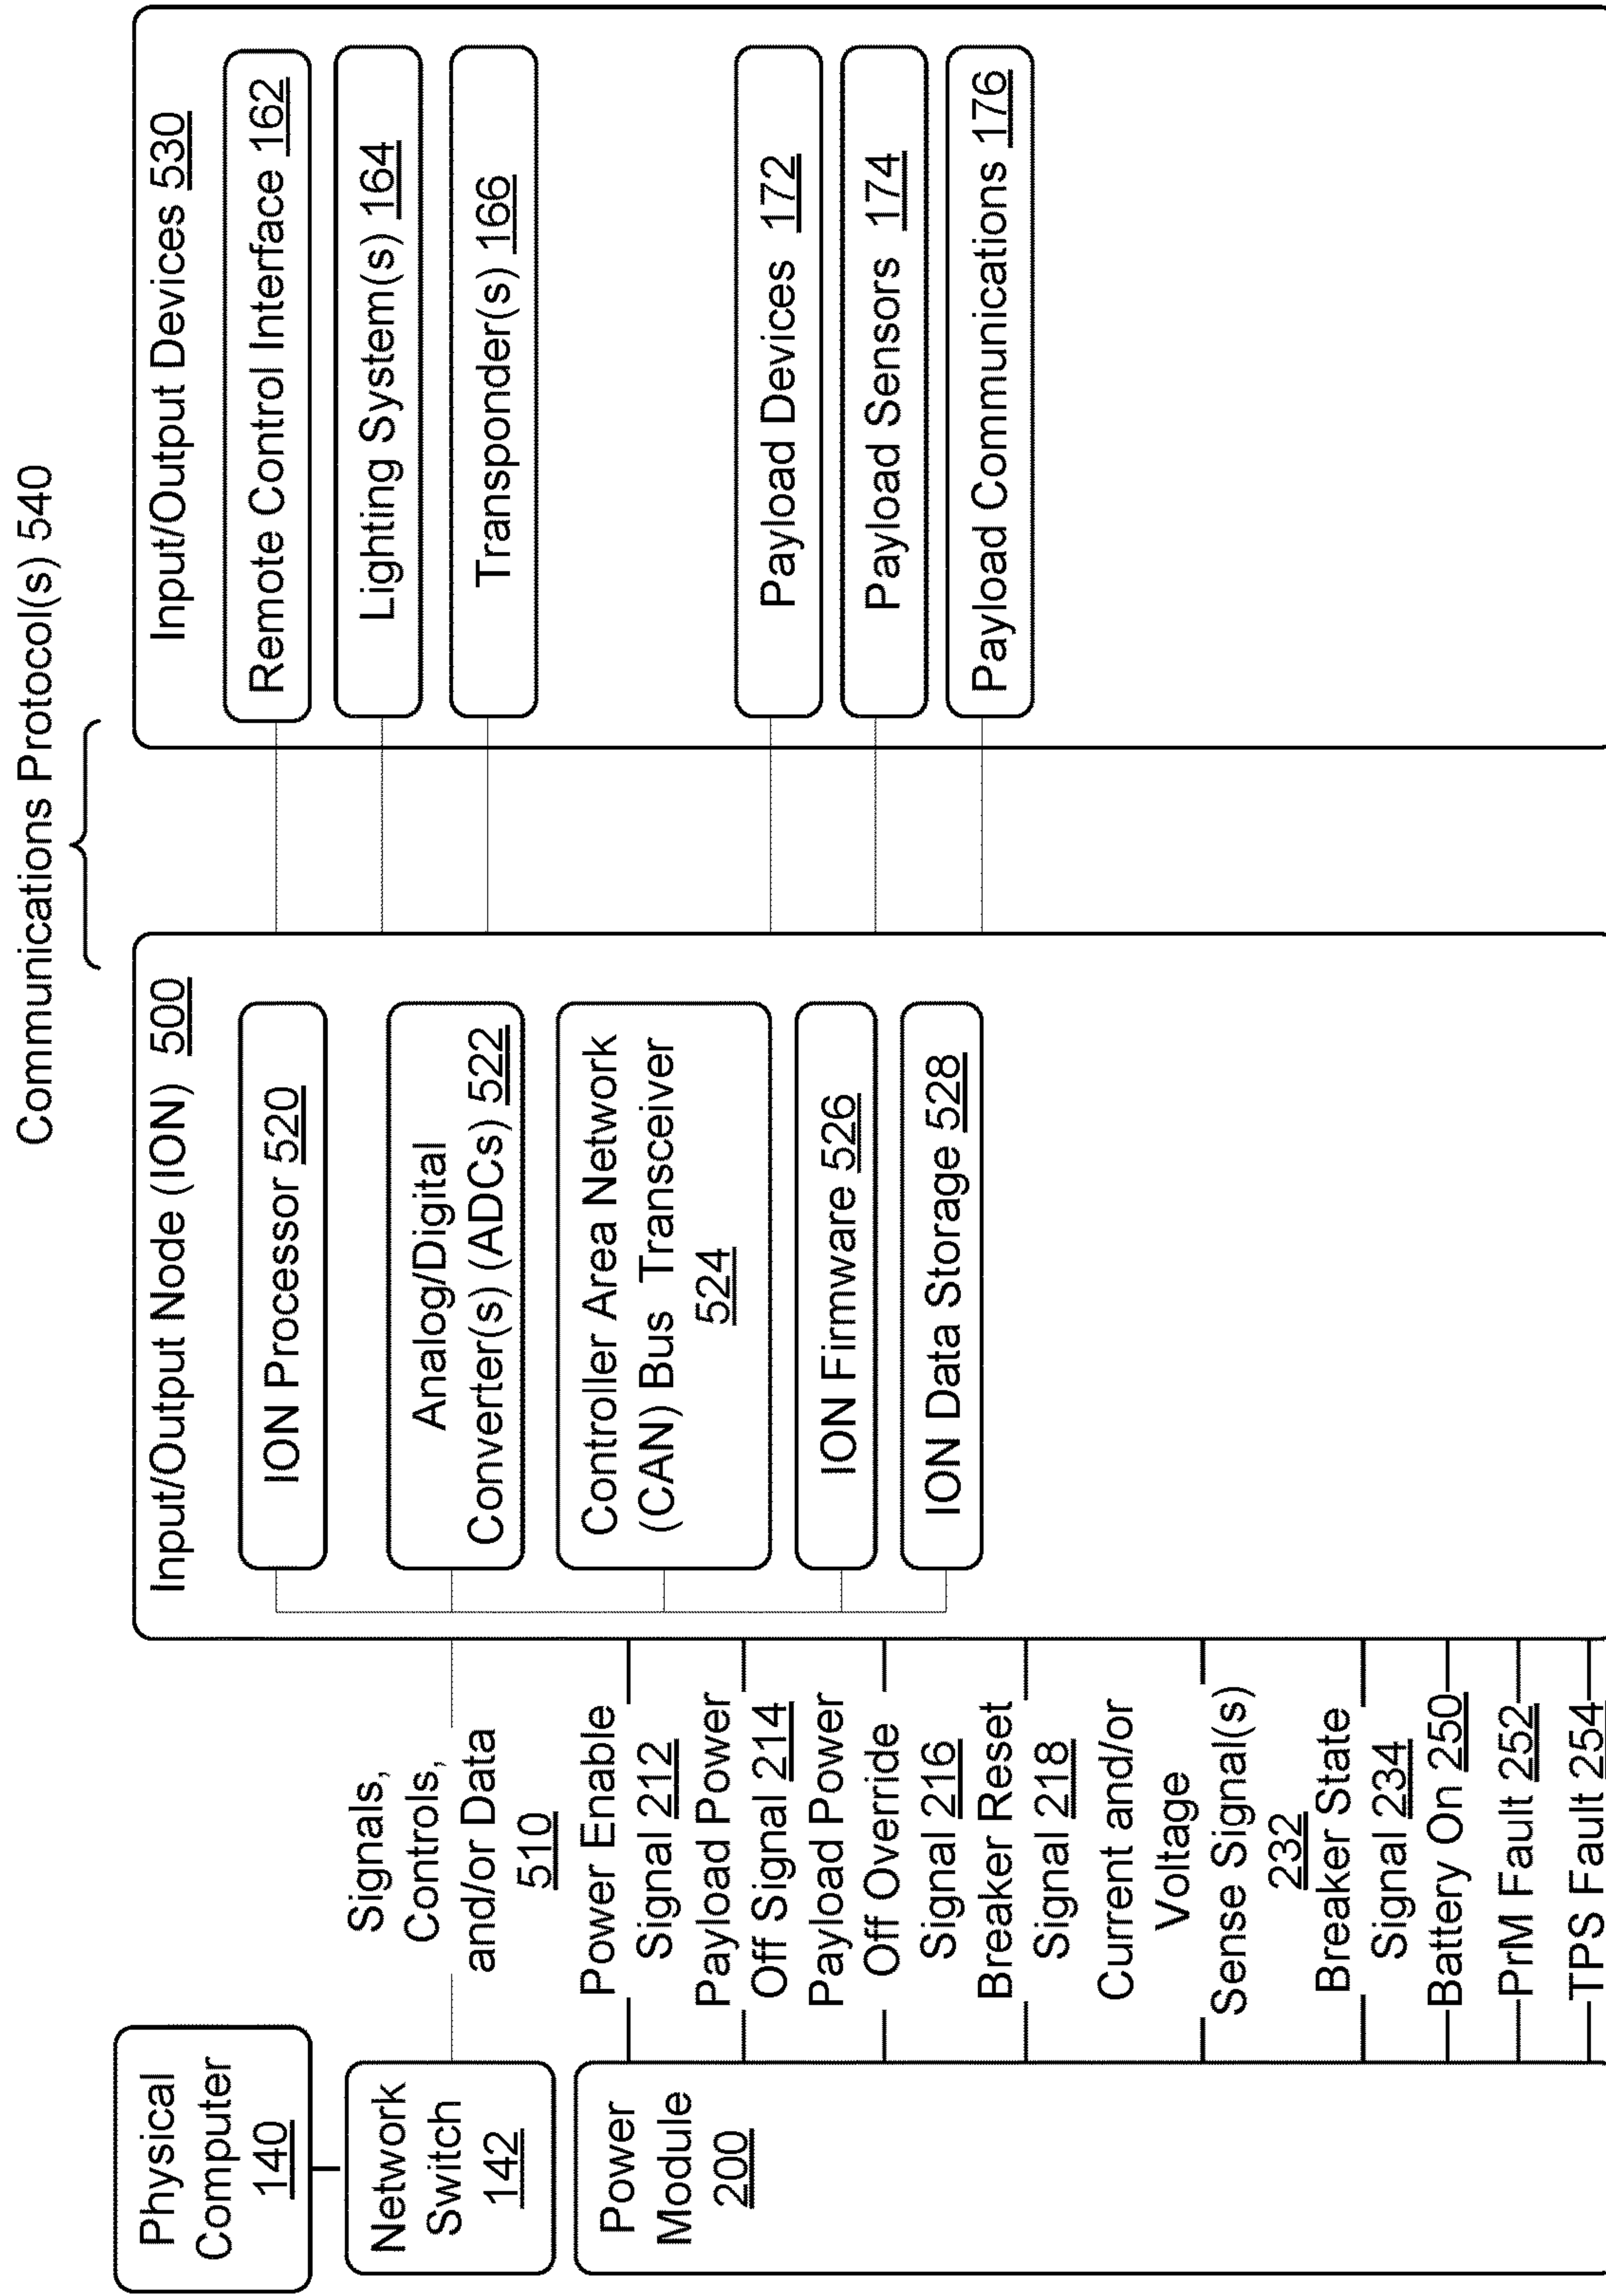 Communications Protocol(s) 540
Physical
Computer
140
Network
Switch
142
Power
Module
200
Signals,
Controls,
and/or Data
510
Power Enable
Signal 212
Payload Power
Off Signal 214
Payload Power
Off Override
Signal 216
Breaker Reset
Signal 218
Current and/or
Voltage
Sense Signal(s)
232
Breaker State
Signal 234
Battery On 250
PrM Fault 252
TPS Fault 254
Input/Output Node (ION) 500
ION Processor 520
Analog/Digital
Converter(s) (ADCs) 522
Controller Area Network
(CAN) Bus Transceiver
524
ION Firmware 526
ION Data Storage 528
Input/Output Devices 530
Remote Control Interface 162
Lighting System(s) 164
Transponder(s) 166
Payload Devices 172
Payload Sensors 174
Payload Communications 176